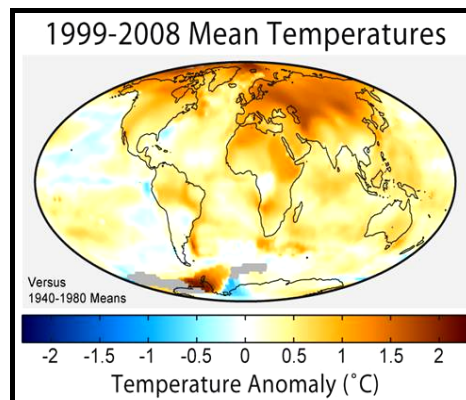 1999-2008 Mean Temperatures
Versus
1940-1980 Means
-2 -1.5 -1 -0.5 0 0.5 1 1.5 2
Temperature Anomaly (˚C)